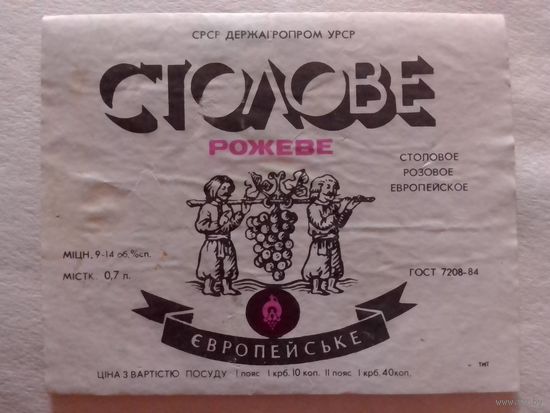 СРСР ДЕРЖАГРОПРОМ УРСР
СТОЛОВЕ
РОЖЕВЕ
СТОЛОВОЕ
РОЗОВОЕ
ЕВРОПЕЙСКОЕ
МІЦН. 9-14 об.%сп.
МІСТК. 0,7 л.
ГОСТ 7208-84
ЄВРОПЕЙСЬКЕ
ЦІНА З ВАРТІСТЮ ПОСУДУ І пояс 1 крб. 10 коп. ІІ пояс 1 крб. 40 коп.